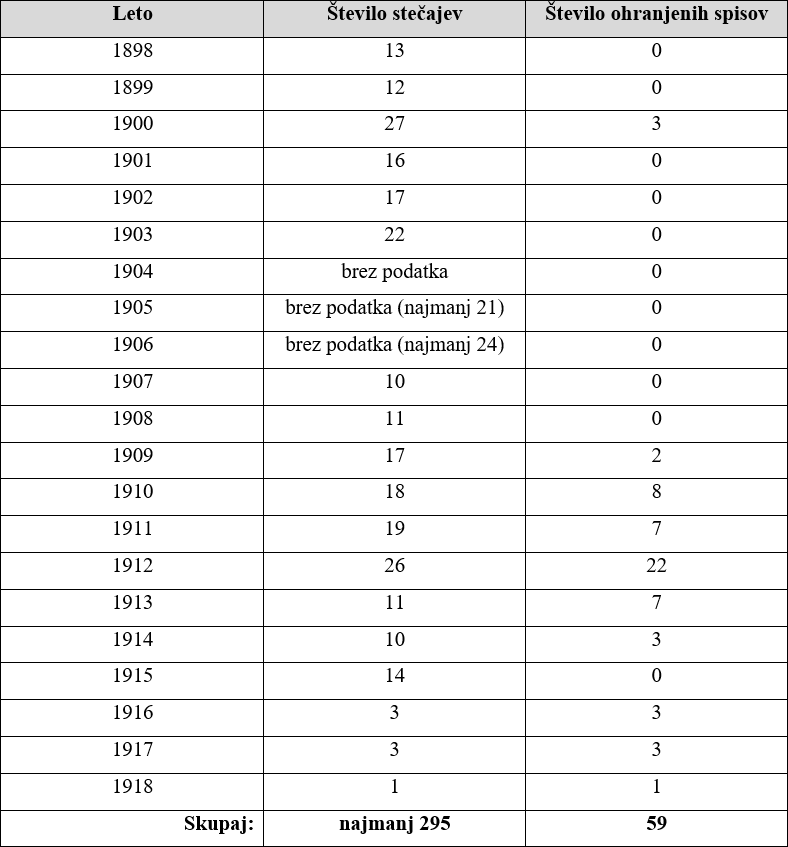 Leto Število stečajev Število ohranjenih spisov
1898 13 0
1899 12 0
1900 27 3
1901 16 0
1902 17 0
1903 22 0
1904 brez podatka 0
1905 brez podatka (najmanj 21) 0
1906 brez podatka (najmanj 24) 0
1907 10 0
1908 11 0
1909 17 2
1910 18 8
1911 19 7
1912 26 22
1913 11 7
1914 10 3
1915 14 0
1916 3 3
1917 3 3
1918 1 1
Skupaj: najmanj 295 59